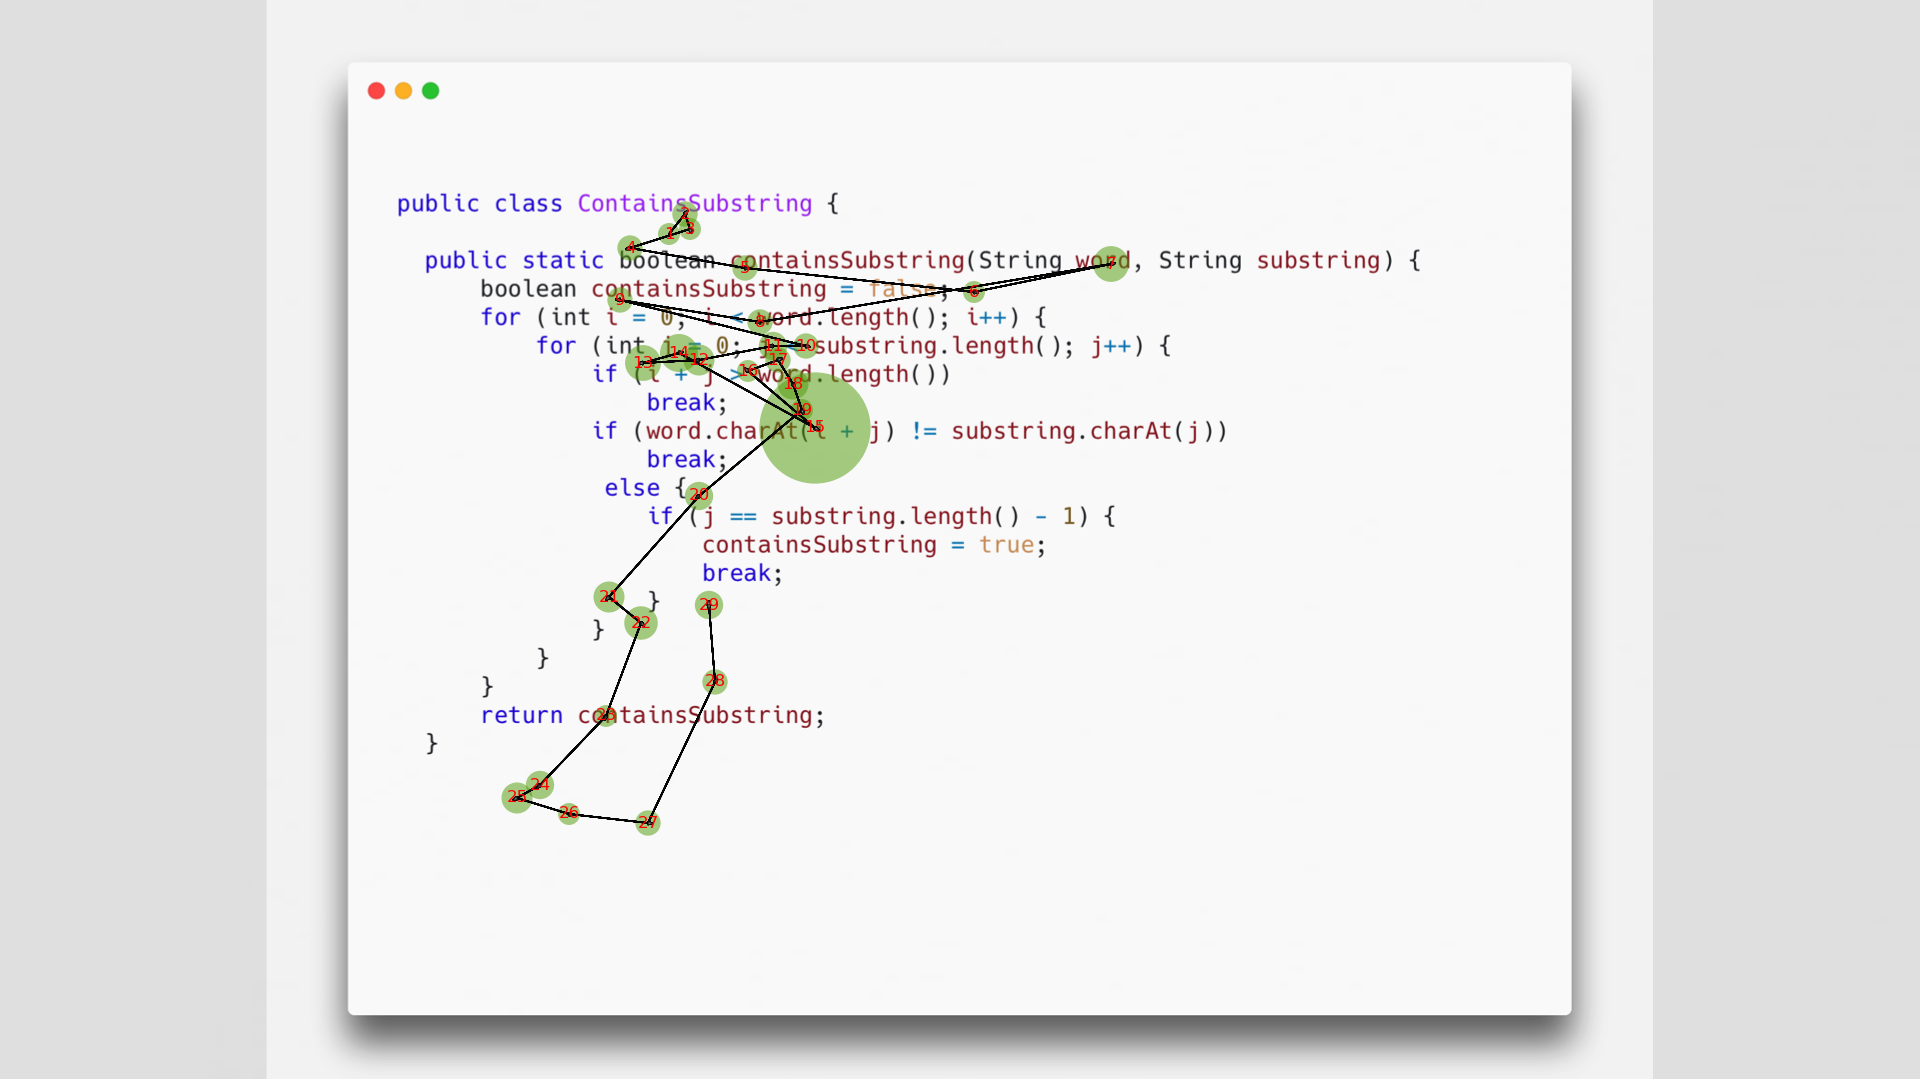 public class ContainsSubstring {
public static boolean containsSubstring(String word, String substring) {
boolean containsSubstring = false;
for (int i = 0; i < word.length(); i++) {
for (int j = 0; j < substring.length(); j++) {
if (i + j > word.length())
break;
if (word.charAt(i + j) != substring.charAt(j))
break;
else {
if (j == substring.length() - 1) {
containsSubstring = true;
break;
}
}
}
}
return containsSubstring;
}
1
2
3
4
5
6
7
8
9
10
11
12
13
14
15
16
17
18
19
20
21
22
23
24
25
26
27
28
29